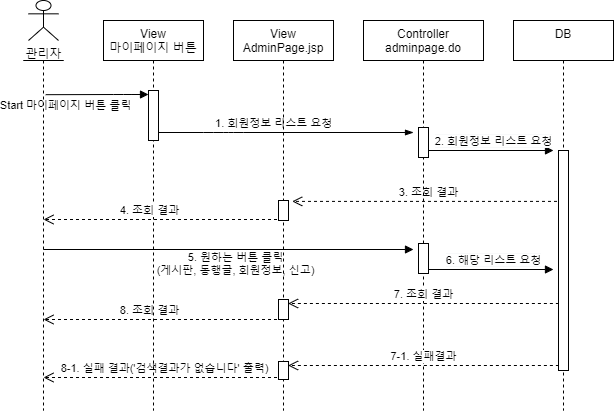 관리자
View
마이페이지 버튼
View
AdminPage.jsp
Controller
adminpage.do
DB
Start 마이페이지 버튼 클릭
1. 회원정보 리스트 요청
2. 회원정보 리스트 요청
3. 조회 결과
4. 조회 결과
5. 원하는 버튼 클릭
(게시판, 동행글, 회원정보, 신고)
6. 해당 리스트 요청
7. 조회 결과
8. 조회 결과
7-1. 실패결과
8-1. 실패 결과('검색결과가 없습니다' 출력)